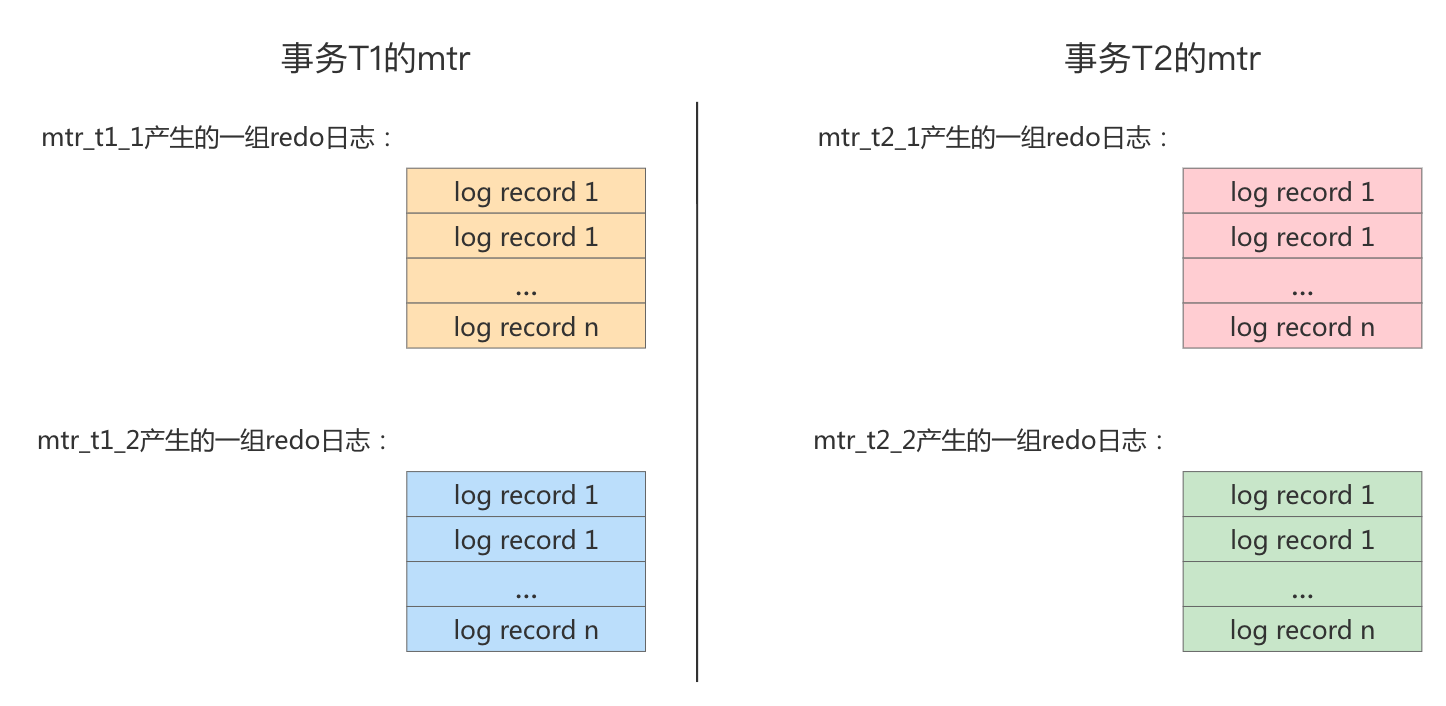 事务T1的mtr
mtr_t1_1产生的一组redo日志：
log record 1
log record 1
...
log record n
mtr_t1_2产生的一组redo日志：
log record 1
log record 1
...
log record n
事务T2的mtr
mtr_t2_1产生的一组redo日志：
log record 1
log record 1
...
log record n
mtr_t2_2产生的一组redo日志：
log record 1
log record 1
...
log record n